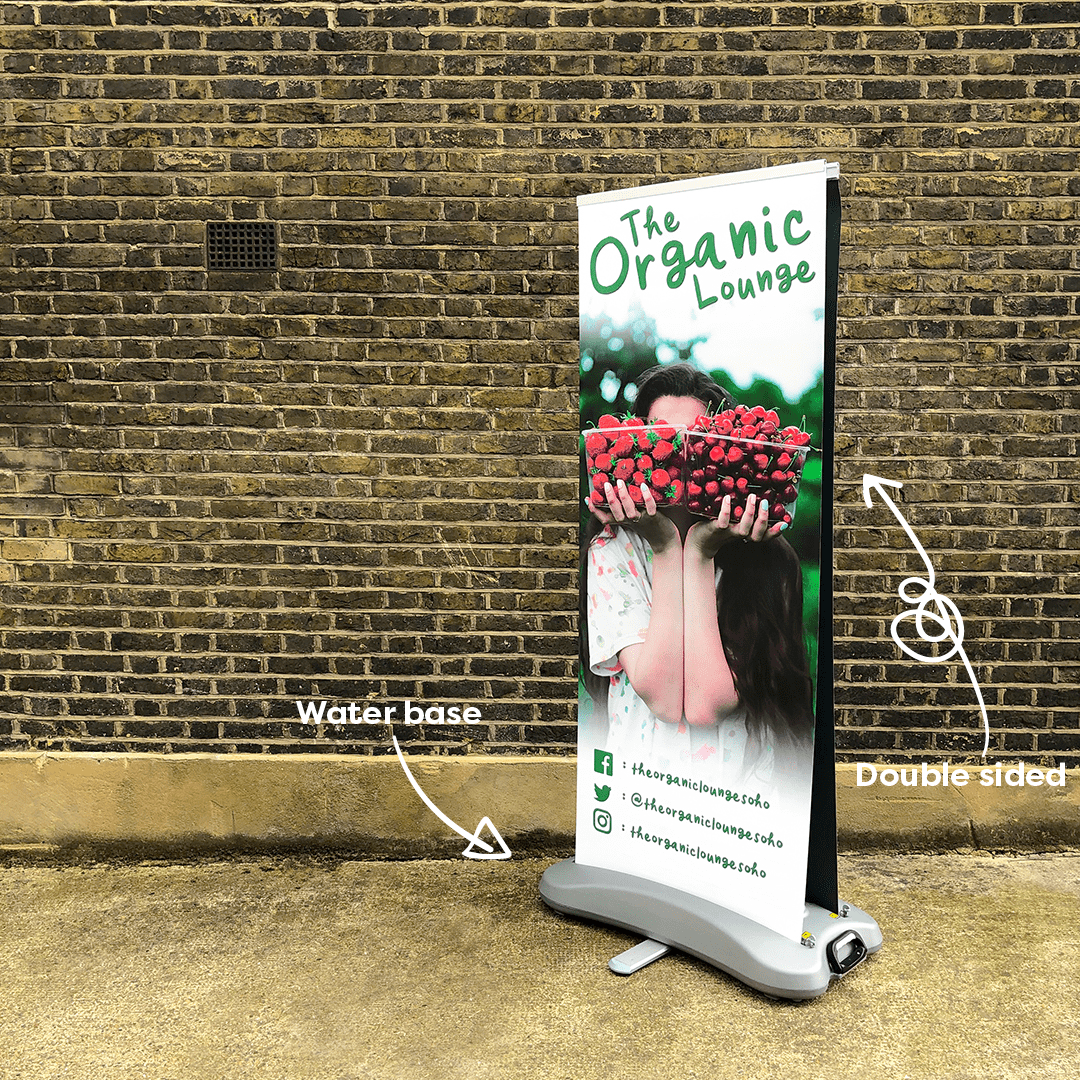 The
Organic
Lounge
: theorganicloungesoho
: @theorganicloungesoho
: theorganicloungesoho
Water base
Double sided